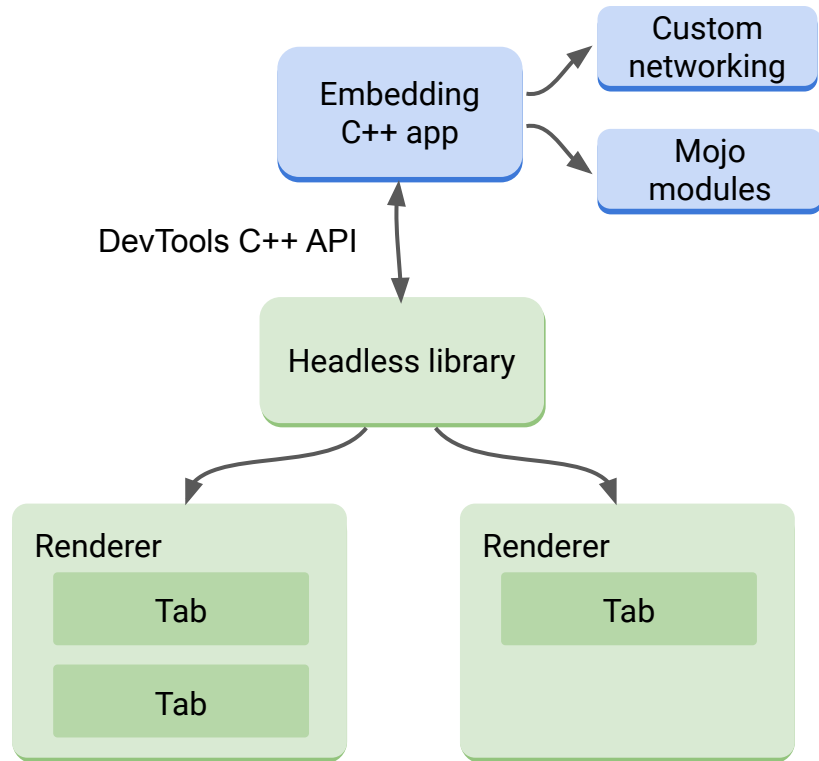 Custom
networking
Embedding
C++ app
Mojo
modules
DevTools C++ API
Headless library
Renderer
Tab
Tab
Renderer
Tab